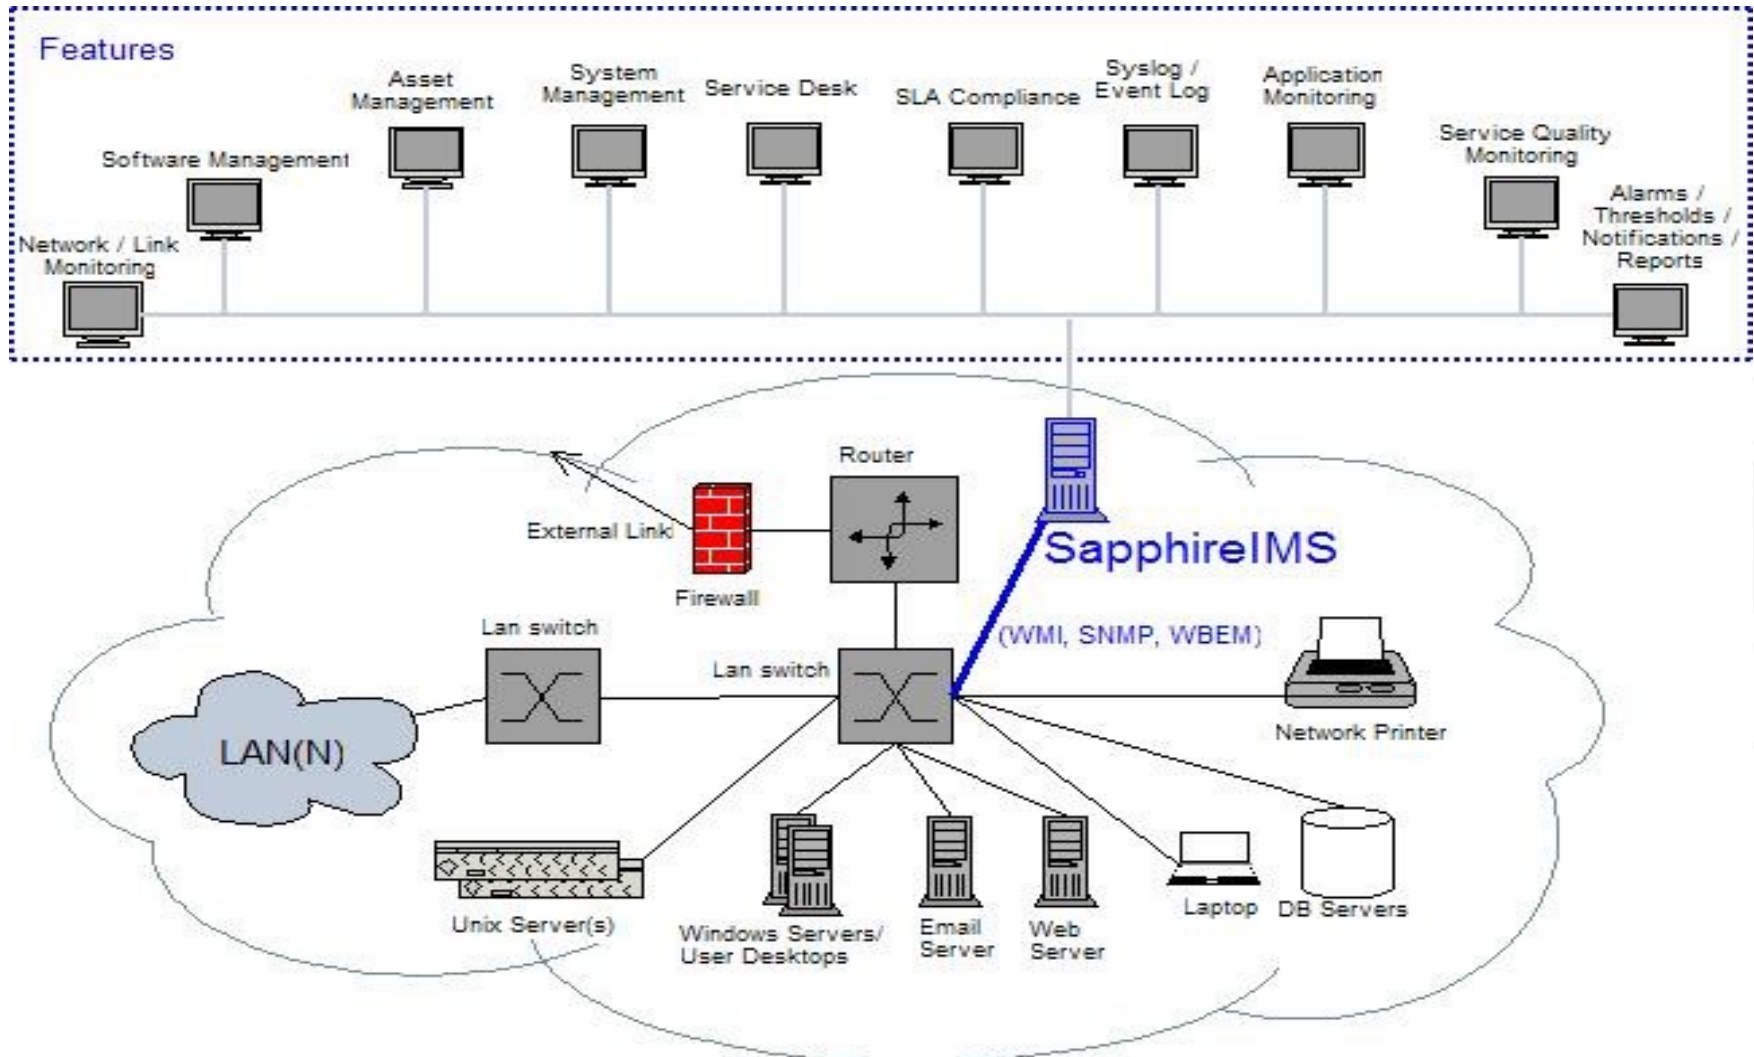 Features
Asset
Management
System
Management
Service Desk
SLA Compliance
Syslog /
Event Log
Application
Monitoring
Software Management
Service Quality
Monitoring
Network / Link
Monitoring
Alarms /
Thresholds /
Notifications /
Reports
Router
External Link
Firewall
SapphireIMS
(WMI, SNMP, WBEM)
Lan switch
Lan switch
LAN(N)
Network Printer
Unix Server(s)
Windows Servers/
User Desktops
Email
Server
Web
Server
Laptop
DB Servers